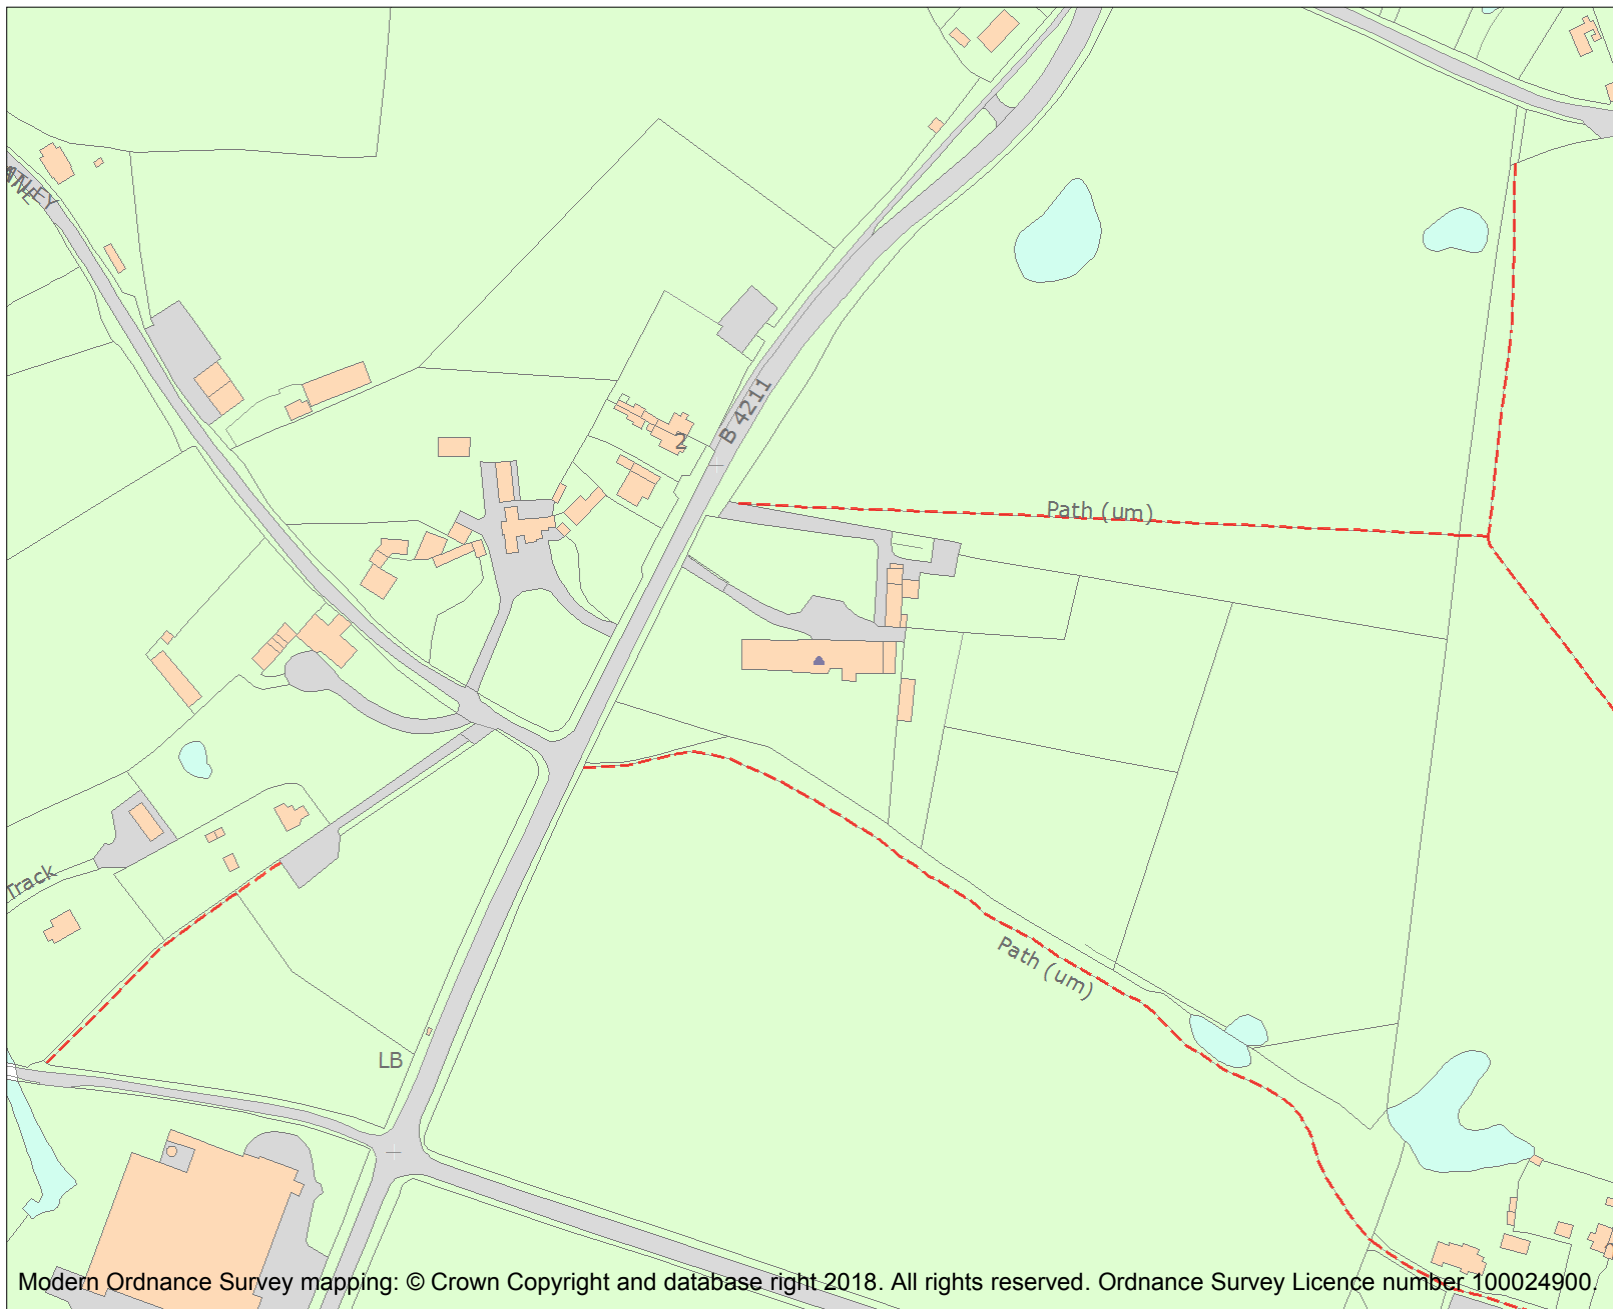 B 4211
2
Path (um)
Track
Path (um)
LB
Modern Ordnance Survey mapping: © Crown Copyright and database right 2018. All rights reserved. Ordnance Survey Licence number 100024900.